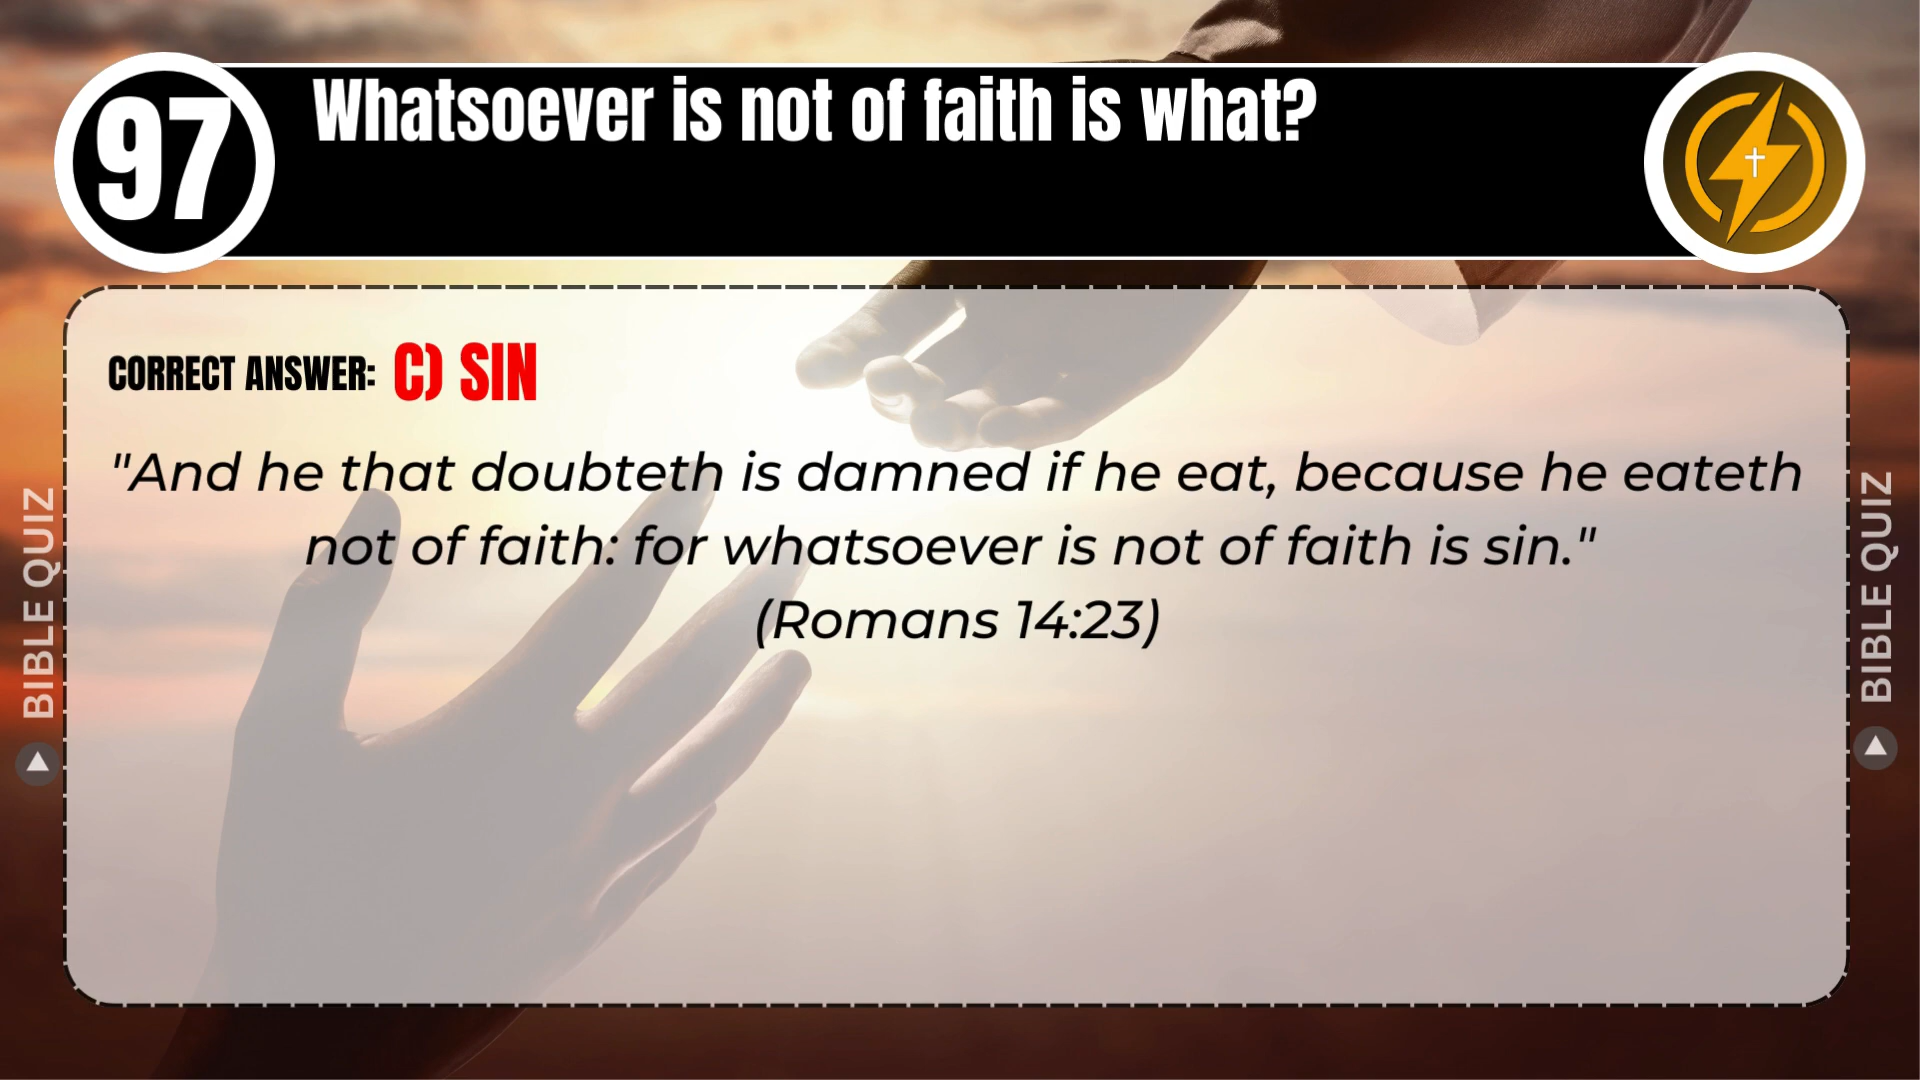 97
Whatsoever is not of faith is what?
CORRECT ANSWER: C) SIN
"And he that doubteth is damned if he eat, because he eateth
not of faith: for whatsoever is not of faith is sin."
(Romans 14:23)
BIBLE QUIZ
BIBLE QUIZ